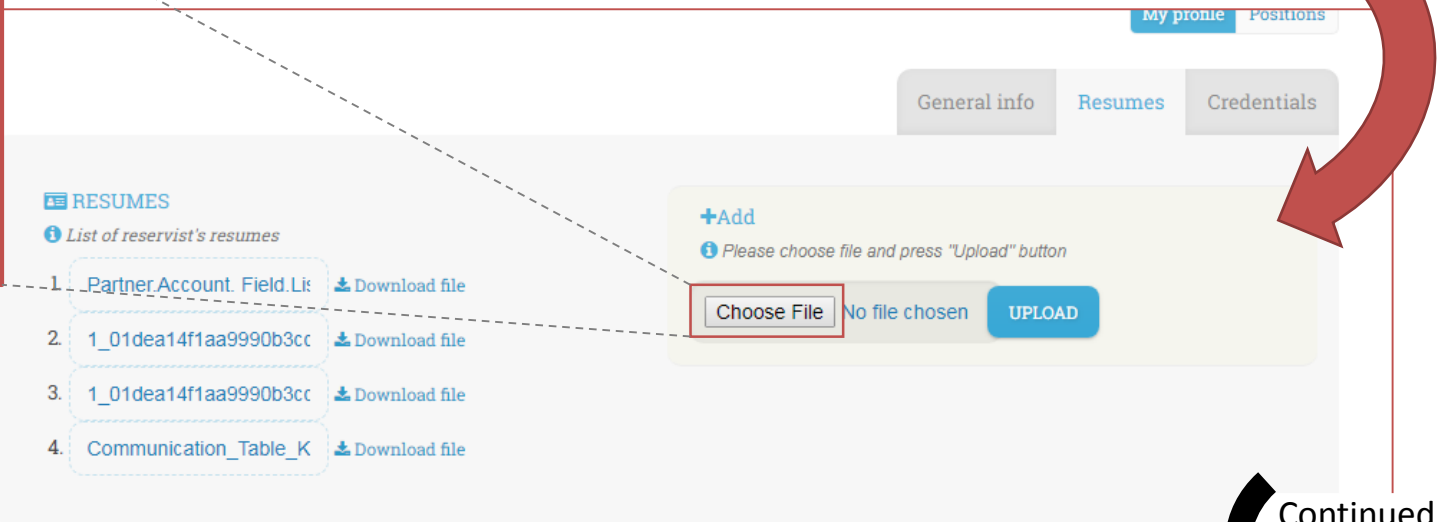 My profile Positions
General info Resumes Credentials
RESUMES
List of reservist's resumes
1. Partner.Account. Field.Lis Download file
2. 1_01dea14f1aa9990b3cc Download file
3. 1_01dea14f1aa9990b3cc Download file
4. Communication_Table_K Download file
+Add
Please choose file and press "Upload" button
Choose File No file chosen UPLOAD
Continued